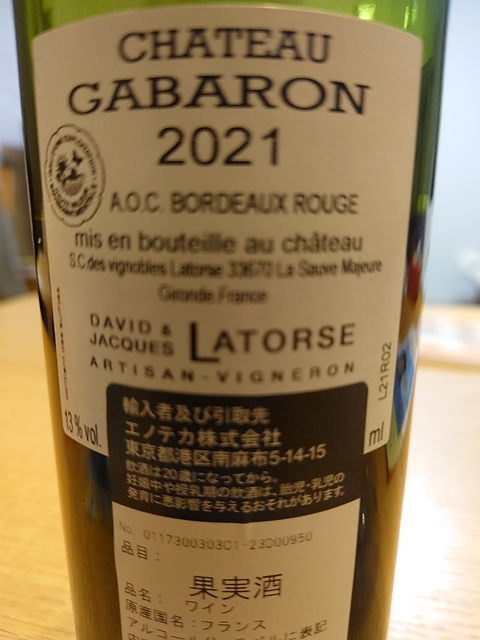 CHATEAU
GABARON
2021
A.O.C. BORDEAUX ROUGE
mis en bouteille au château
S.C. des vignobles Latorse 33670 La Sauve Majeure
Gironde France
DAVID &
JACQUES LATORSE
ARTISAN-VIGNERON
13 % vol.
ml
L21R02
輸入者及び引取先
エノテカ株式会社
東京都港区南麻布5-14-15
飲酒は20歳になってから。
妊娠中や授乳期の飲酒は、胎児・乳児の
発育に悪影響を与えるおそれがあります。
No. 0117300303C1-23D00950
品目：
果実酒
品名：ワイン
原産国名：フランス